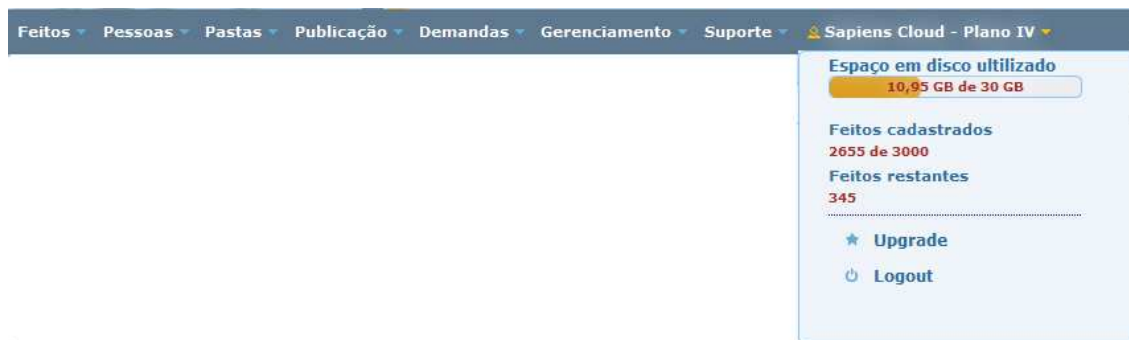 Feitos Pessoas Pastas Publicação Demandas Gerenciamento Suporte Sapiens Cloud - Plano IV
Espaço em disco ultilizado
10,95 GB de 30 GB
Feitos cadastrados
2655 de 3000
Feitos restantes
345
Upgrade
Logout